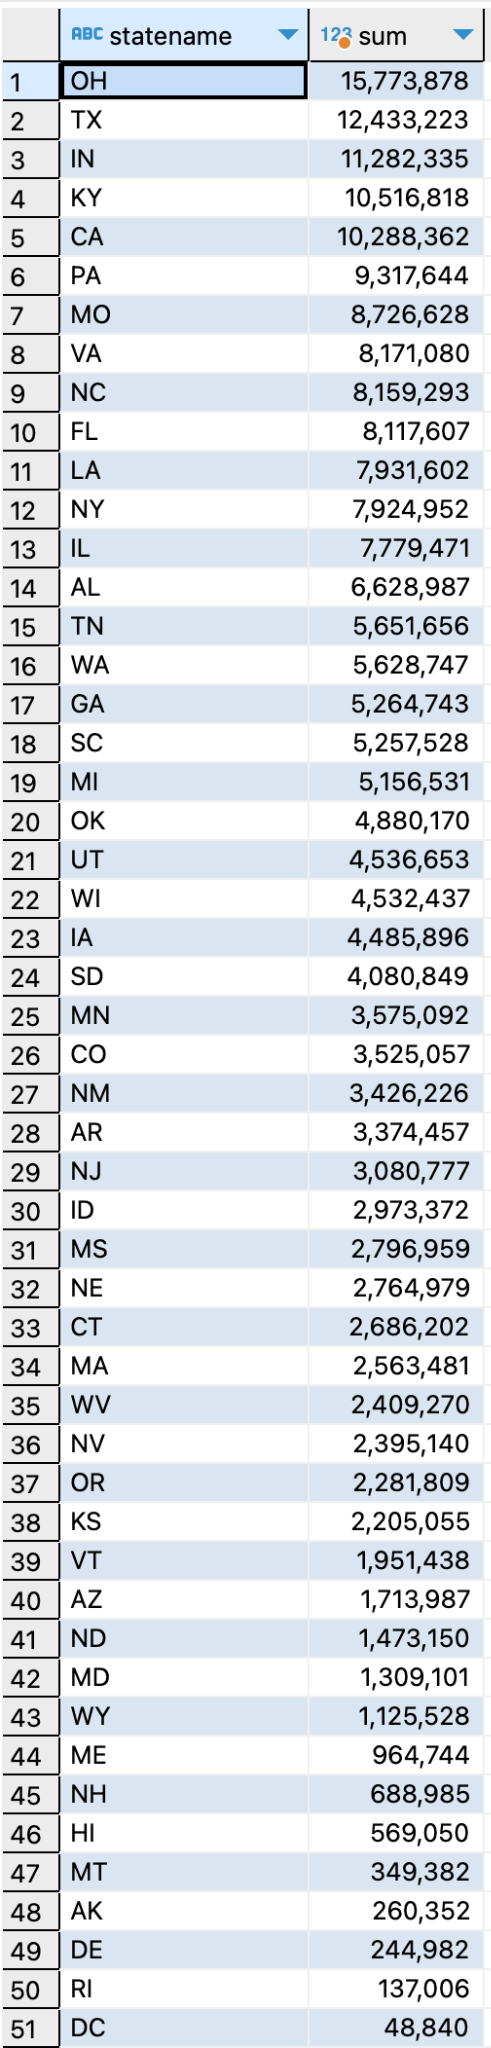 ABC statename 123 sum
1 OH 15,773,878
2 TX 12,433,223
3 IN 11,282,335
4 KY 10,516,818
5 CA 10,288,362
6 PA 9,317,644
7 MO 8,726,628
8 VA 8,171,080
9 NC 8,159,293
10 FL 8,117,607
11 LA 7,931,602
12 NY 7,924,952
13 IL 7,779,471
14 AL 6,628,987
15 TN 5,651,656
16 WA 5,628,747
17 GA 5,264,743
18 SC 5,257,528
19 MI 5,156,531
20 OK 4,880,170
21 UT 4,536,653
22 WI 4,532,437
23 IA 4,485,896
24 SD 4,080,849
25 MN 3,575,092
26 CO 3,525,057
27 NM 3,426,226
28 AR 3,374,457
29 NJ 3,080,777
30 ID 2,973,372
31 MS 2,796,959
32 NE 2,764,979
33 CT 2,686,202
34 MA 2,563,481
35 WV 2,409,270
36 NV 2,395,140
37 OR 2,281,809
38 KS 2,205,055
39 VT 1,951,438
40 AZ 1,713,987
41 ND 1,473,150
42 MD 1,309,101
43 WY 1,125,528
44 ME 964,744
45 NH 688,985
46 HI 569,050
47 MT 349,382
48 AK 260,352
49 DE 244,982
50 RI 137,006
51 DC 48,840